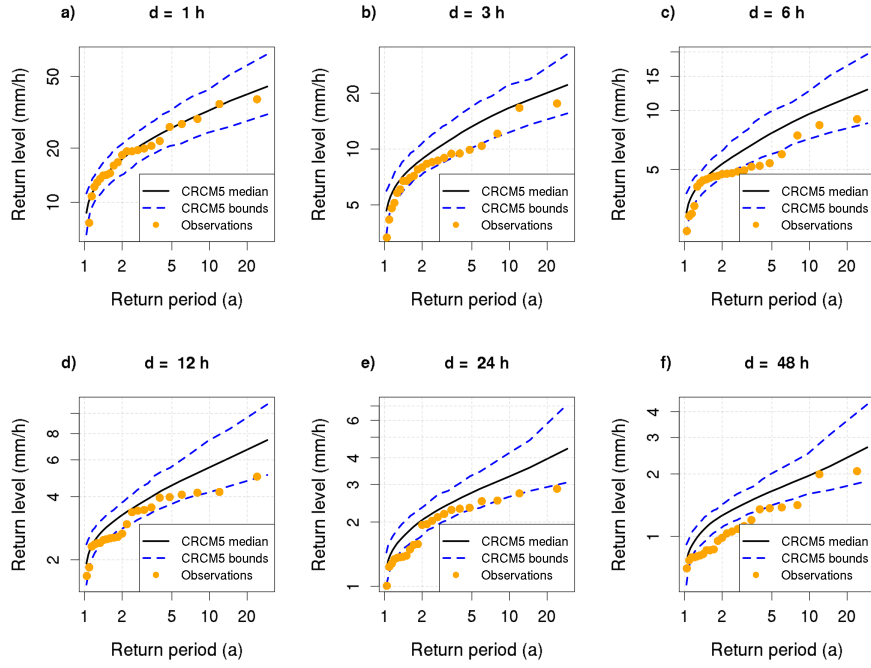 a) d = 1 h
Return level (mm/h)
50
20
10
CRCM5 median
CRCM5 bounds
Observations
1 2 5 10 20
Return period (a)
b) d = 3 h
Return level (mm/h)
20
10
5
CRCM5 median
CRCM5 bounds
Observations
1 2 5 10 20
Return period (a)
c) d = 6 h
Return level (mm/h)
15
10
5
CRCM5 median
CRCM5 bounds
Observations
1 2 5 10 20
Return period (a)
d) d = 12 h
Return level (mm/h)
8
6
4
2
CRCM5 median
CRCM5 bounds
Observations
1 2 5 10 20
Return period (a)
e) d = 24 h
Return level (mm/h)
6
4
3
2
1
CRCM5 median
CRCM5 bounds
Observations
1 2 5 10 20
Return period (a)
f) d = 48 h
Return level (mm/h)
4
3
2
1
CRCM5 median
CRCM5 bounds
Observations
1 2 5 10 20
Return period (a)